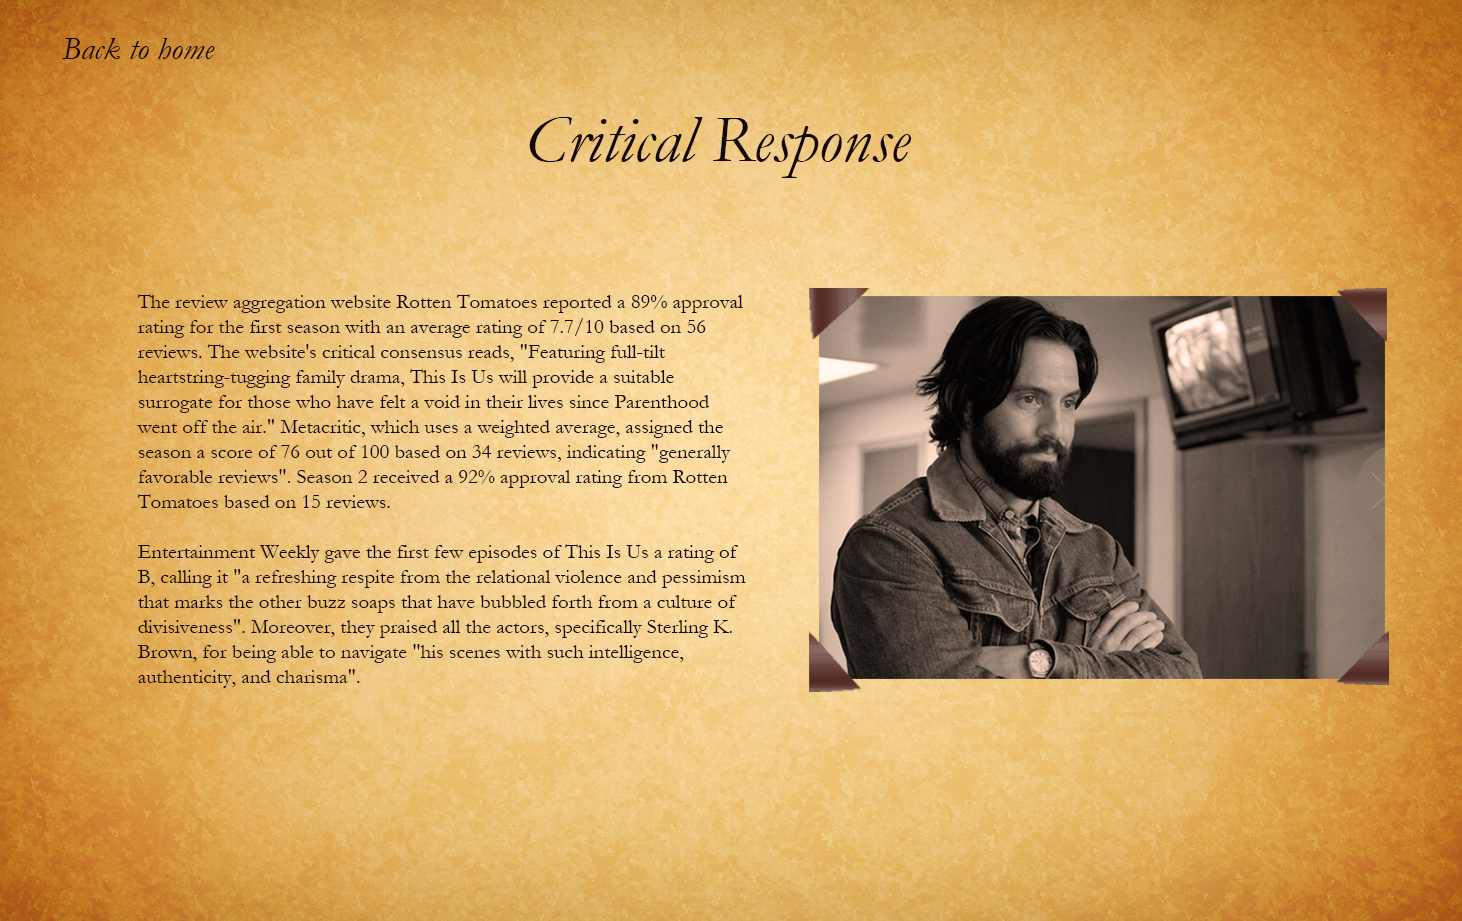 Back to home
Critical Response
The review aggregation website Rotten Tomatoes reported a 89% approval
rating for the first season with an average rating of 7.7/10 based on 56
reviews. The website's critical consensus reads, "Featuring full-tilt
heartstring-tugging family drama, This Is Us will provide a suitable
surrogate for those who have felt a void in their lives since Parenthood
went off the air." Metacritic, which uses a weighted average, assigned the
season a score of 76 out of 100 based on 34 reviews, indicating "generally
favorable reviews". Season 2 received a 92% approval rating from Rotten
Tomatoes based on 15 reviews.
Entertainment Weekly gave the first few episodes of This Is Us a rating of
B, calling it "a refreshing respite from the relational violence and pessimism
that marks the other buzz soaps that have bubbled forth from a culture of
divisiveness". Moreover, they praised all the actors, specifically Sterling K.
Brown, for being able to navigate "his scenes with such intelligence,
authenticity, and charisma".